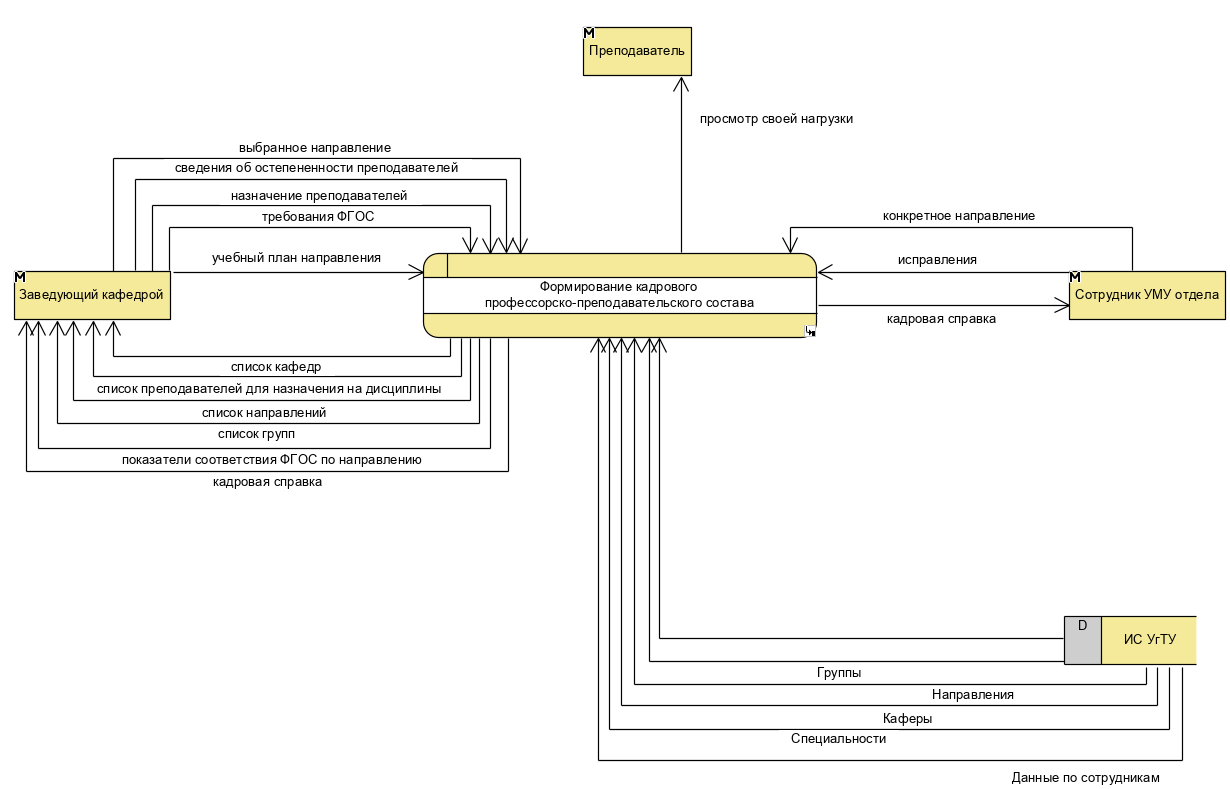 M
Преподаватель
просмотр своей нагрузки
выбранное направление
сведения об остепененности преподавателей
назначение преподавателей
требования ФГОС
конкретное направление
учебный план направления
исправления
M
Заведующий кафедрой
Формирование кадрового
профессорско-преподавательского состава
M
Сотрудник УМУ отдела
кадровая справка
список кафедр
список преподавателей для назначения на дисциплины
список направлений
список групп
показатели соответствия ФГОС по направлению
кадровая справка
D
ИС УгТУ
Группы
Направления
Каферы
Специальности
Данные по сотрудникам